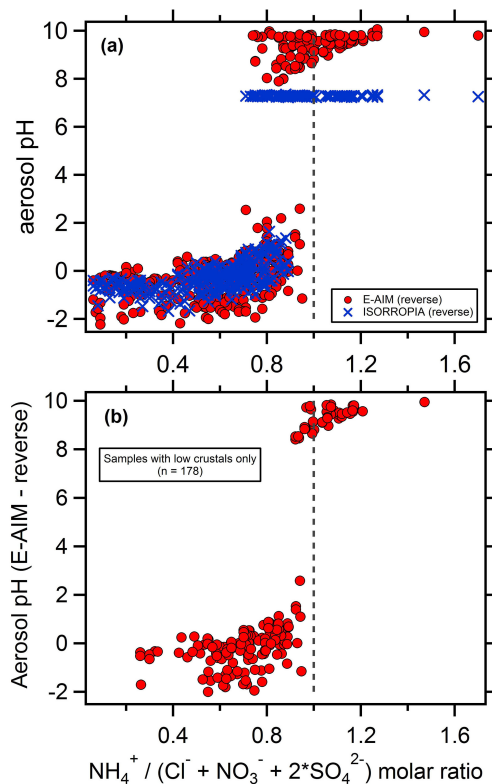 10
(a)
8
6
aerosol pH
4
2
0
-2
E-AIM (reverse)
ISORROPIA (reverse)
0.4
0.8
1.2
1.6
10
(b)
8
Samples with low crustals only
(n = 178)
6
Aerosol pH (E-AIM - reverse)
4
2
0
-2
0.4
0.8
1.2
1.6
NH₄⁺ / (Cl⁻ + NO₃⁻ + 2*SO₄²⁻) molar ratio